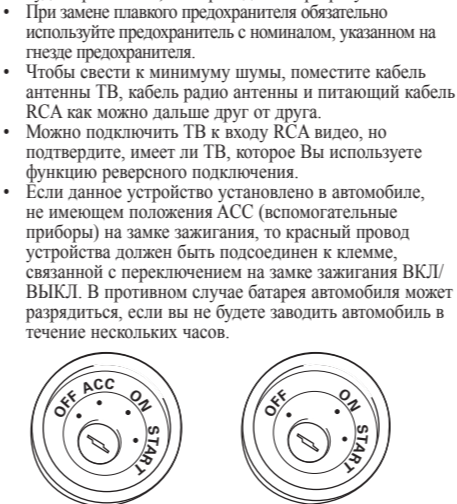 • При замене плавкого предохранителя обязательно
используйте предохранитель с номиналом, указанном на
гнезде предохранителя.
• Чтобы свести к минимуму шумы, поместите кабель
антенны ТВ, кабель радио антенны и питающий кабель
RCA как можно дальше друг от друга.
• Можно подключить ТВ к входу RCA видео, но
подтвердите, имеет ли ТВ, которое Вы используете
функцию реверсного подключения.
• Если данное устройство установлено в автомобиле,
не имеющем положения ACC (вспомогательные
приборы) на замке зажигания, то красный провод
устройства должен быть подсоединен к клемме,
связанной с переключением на замке зажигания ВКЛ/
ВЫКЛ. В противном случае батарея автомобиля может
разрядиться, если вы не будете заводить автомобиль в
течение нескольких часов.
OFF ACC ON START
OFF ON START